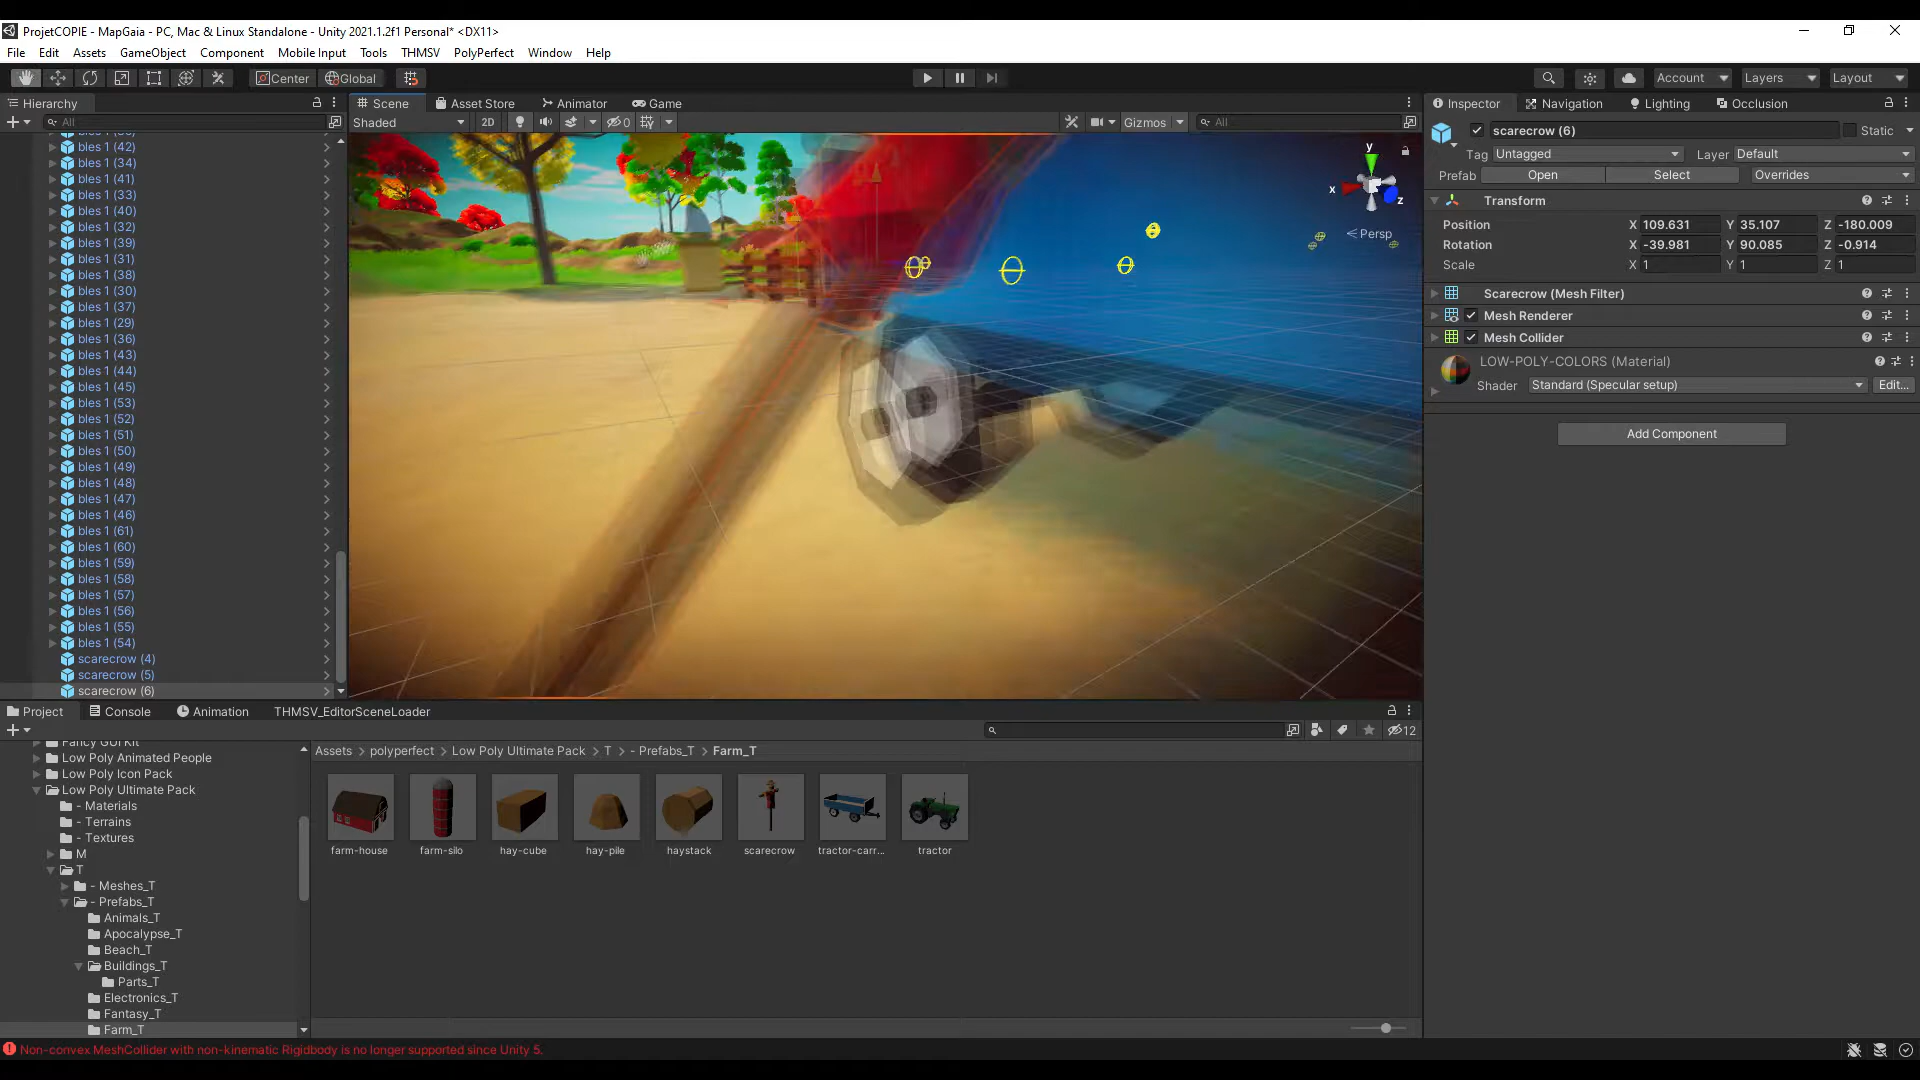 ProjetCOPIE - MapGaia - PC, Mac & Linux Standalone - Unity 2021.1.2f1 Personal* <DX11>
File Edit Assets GameObject Component Mobile Input Tools THMSV PolyPerfect Window Help
Center Global Account Layers Layout
Hierarchy
All
bles 1 (42)
bles 1 (34)
bles 1 (41)
bles 1 (33)
bles 1 (40)
bles 1 (32)
bles 1 (39)
bles 1 (31)
bles 1 (38)
bles 1 (30)
bles 1 (37)
bles 1 (29)
bles 1 (36)
bles 1 (43)
bles 1 (44)
bles 1 (45)
bles 1 (53)
bles 1 (52)
bles 1 (51)
bles 1 (50)
bles 1 (49)
bles 1 (48)
bles 1 (47)
bles 1 (46)
bles 1 (61)
bles 1 (60)
bles 1 (59)
bles 1 (58)
bles 1 (57)
bles 1 (56)
bles 1 (55)
bles 1 (54)
scarecrow (4)
scarecrow (5)
scarecrow (6)
Scene Asset Store Animator Game
Shaded 2D 0 Gizmos All
y
x
z
< Persp
Inspector Navigation Lighting Occlusion
scarecrow (6) Static
Tag Untagged Layer Default
Prefab Open Select Overrides
Transform
Position X 109.631 Y 35.107 Z -180.009
Rotation X -39.981 Y 90.085 Z -0.914
Scale X 1 Y 1 Z 1
Scarecrow (Mesh Filter)
Mesh Renderer
Mesh Collider
LOW-POLY-COLORS (Material)
Shader Standard (Specular setup) Edit...
Add Component
Project Console Animation THMSV_EditorSceneLoader
12
Fancy GUI Kit
Low Poly Animated People
Low Poly Icon Pack
Low Poly Ultimate Pack
- Materials
- Terrains
- Textures
M
T
- Meshes_T
- Prefabs_T
Animals_T
Apocalypse_T
Beach_T
Buildings_T
Parts_T
Electronics_T
Fantasy_T
Farm_T
Assets > polyperfect > Low Poly Ultimate Pack > T > - Prefabs_T > Farm_T
farm-house farm-silo hay-cube hay-pile haystack scarecrow tractor-carr... tractor
Non-convex MeshCollider with non-kinematic Rigidbody is no longer supported since Unity 5.